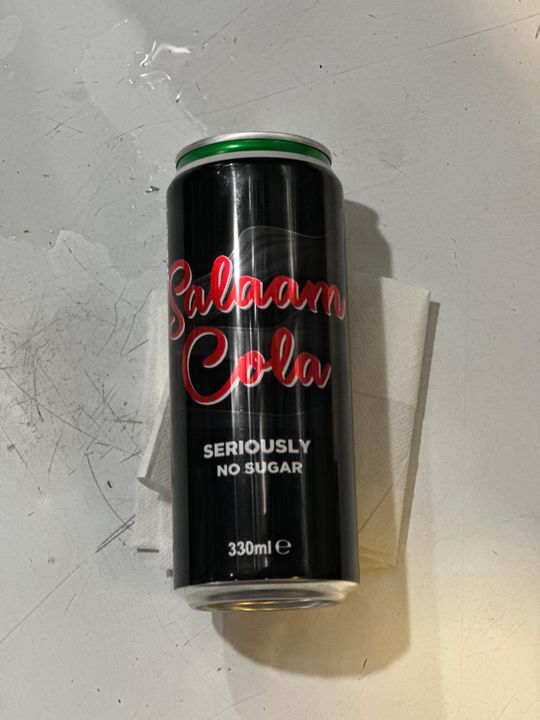 Salaam
Cola
SERIOUSLY
NO SUGAR
330ml ℮